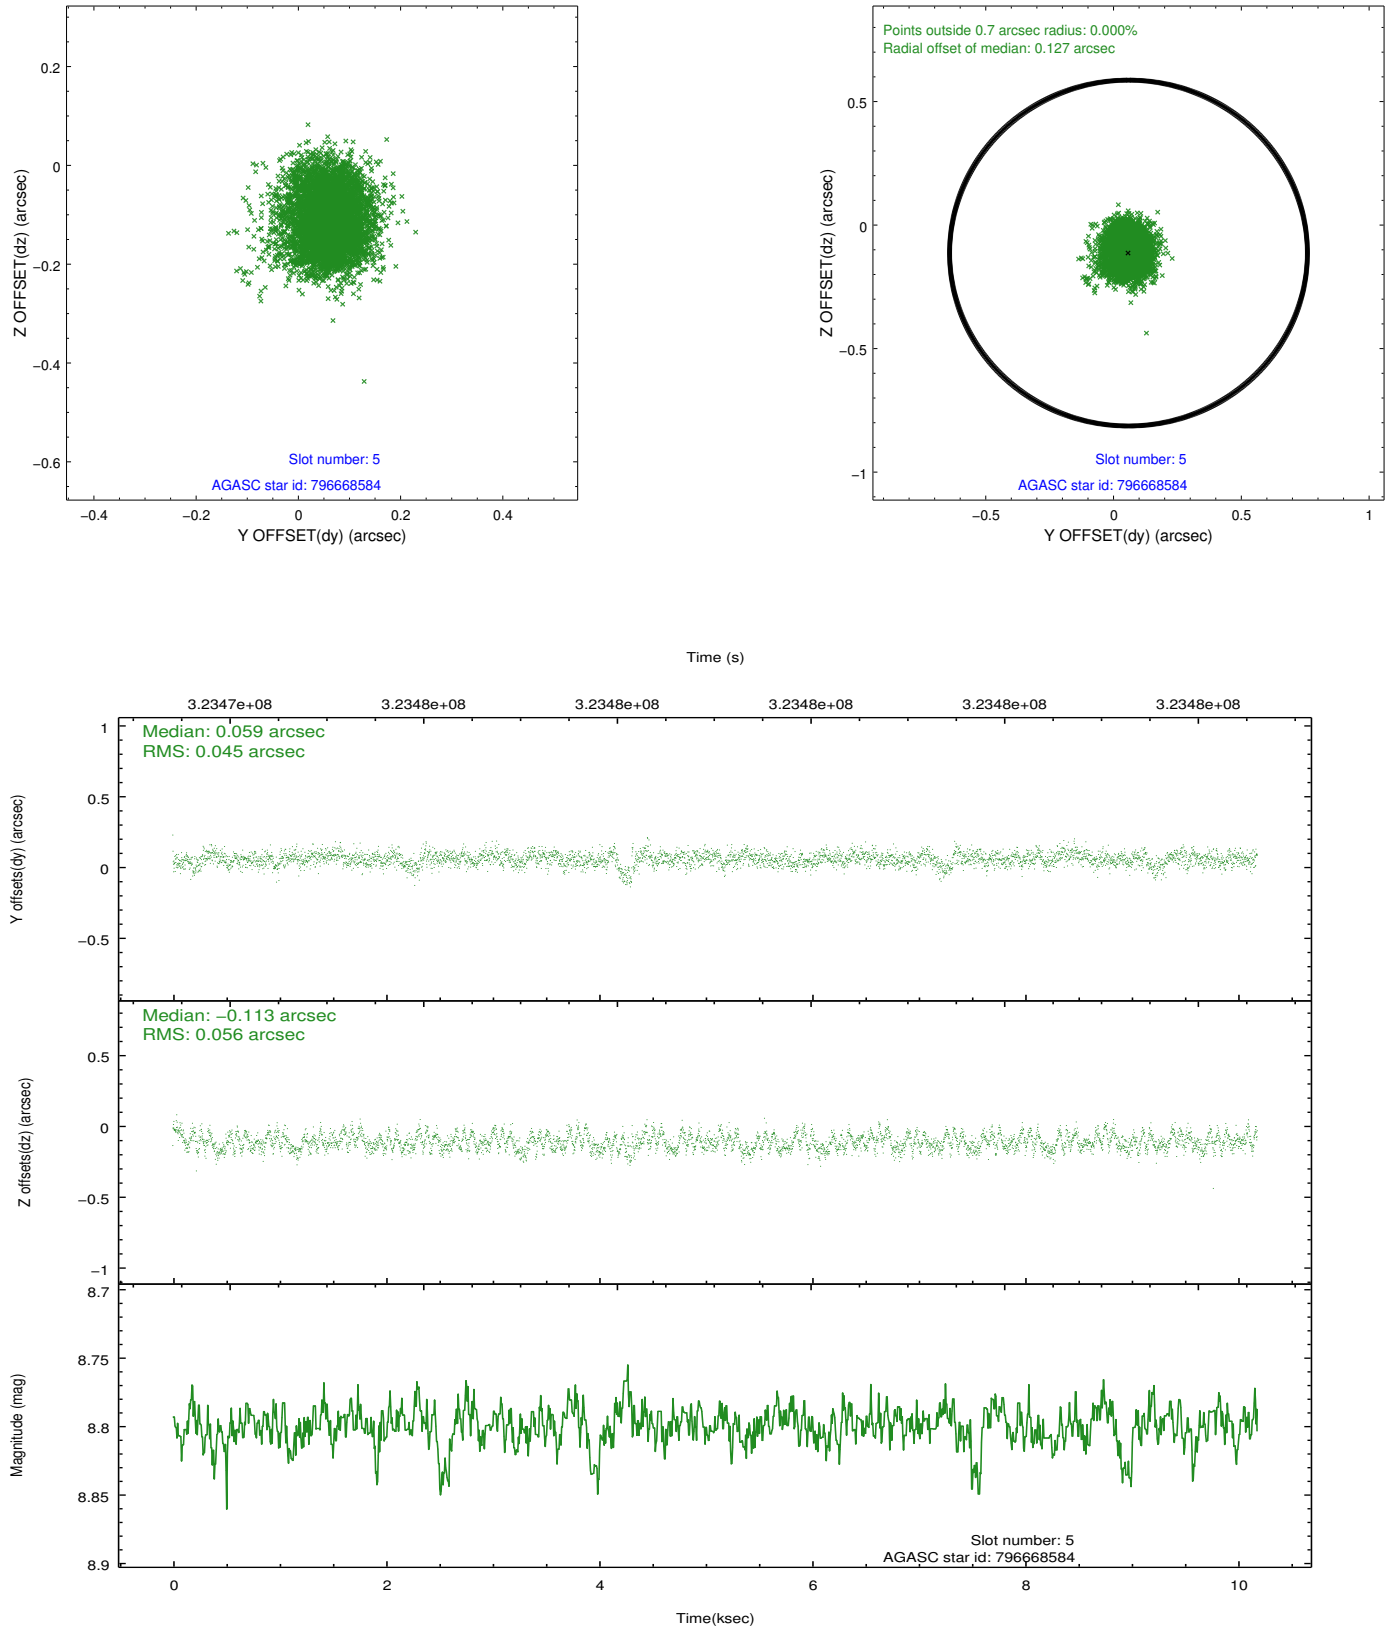 0.2
0
−0.2
−0.4
−0.6
Z OFFSET(dz) (arcsec)
Slot number: 5
AGASC star id: 796668584
−0.4 −0.2 0 0.2 0.4
Y OFFSET(dy) (arcsec)
Points outside 0.7 arcsec radius: 0.000%
Radial offset of median: 0.127 arcsec
0.5
0
−0.5
−1
Z OFFSET(dz) (arcsec)
Slot number: 5
AGASC star id: 796668584
−0.5 0 0.5 1
Y OFFSET(dy) (arcsec)
Time (s)
3.2347e+08 3.2348e+08 3.2348e+08 3.2348e+08 3.2348e+08 3.2348e+08
Median: 0.059 arcsec
RMS: 0.045 arcsec
1
0.5
0
−0.5
Y offsets(dy) (arcsec)
Median: −0.113 arcsec
RMS: 0.056 arcsec
0.5
0
−0.5
−1
Z offsets(dz) (arcsec)
8.7
8.75
8.8
8.85
8.9
Magnitude (mag)
Slot number: 5
AGASC star id: 796668584
0 2 4 6 8 10
Time(ksec)